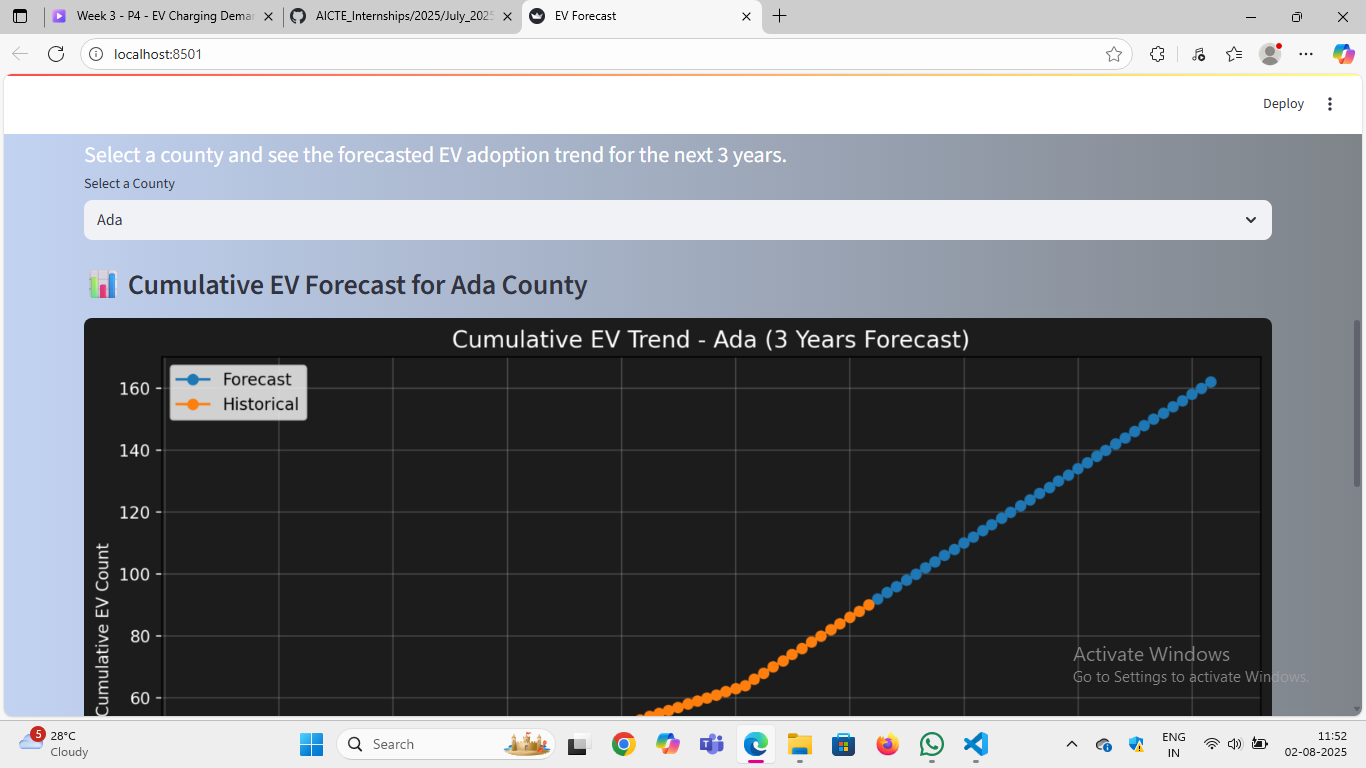 Week 3 - P4 - EV Charging Dema
AICTE_Internships/2025/July_2025
EV Forecast
localhost:8501
Deploy
Select a county and see the forecasted EV adoption trend for the next 3 years.
Select a County
Ada
Cumulative EV Forecast for Ada County
Cumulative EV Trend - Ada (3 Years Forecast)
Forecast
Historical
160
140
120
100
80
60
Cumulative EV Count
Activate Windows
Go to Settings to activate Windows.
5
28°C
Cloudy
Search
ENG
IN
11:52
02-08-2025